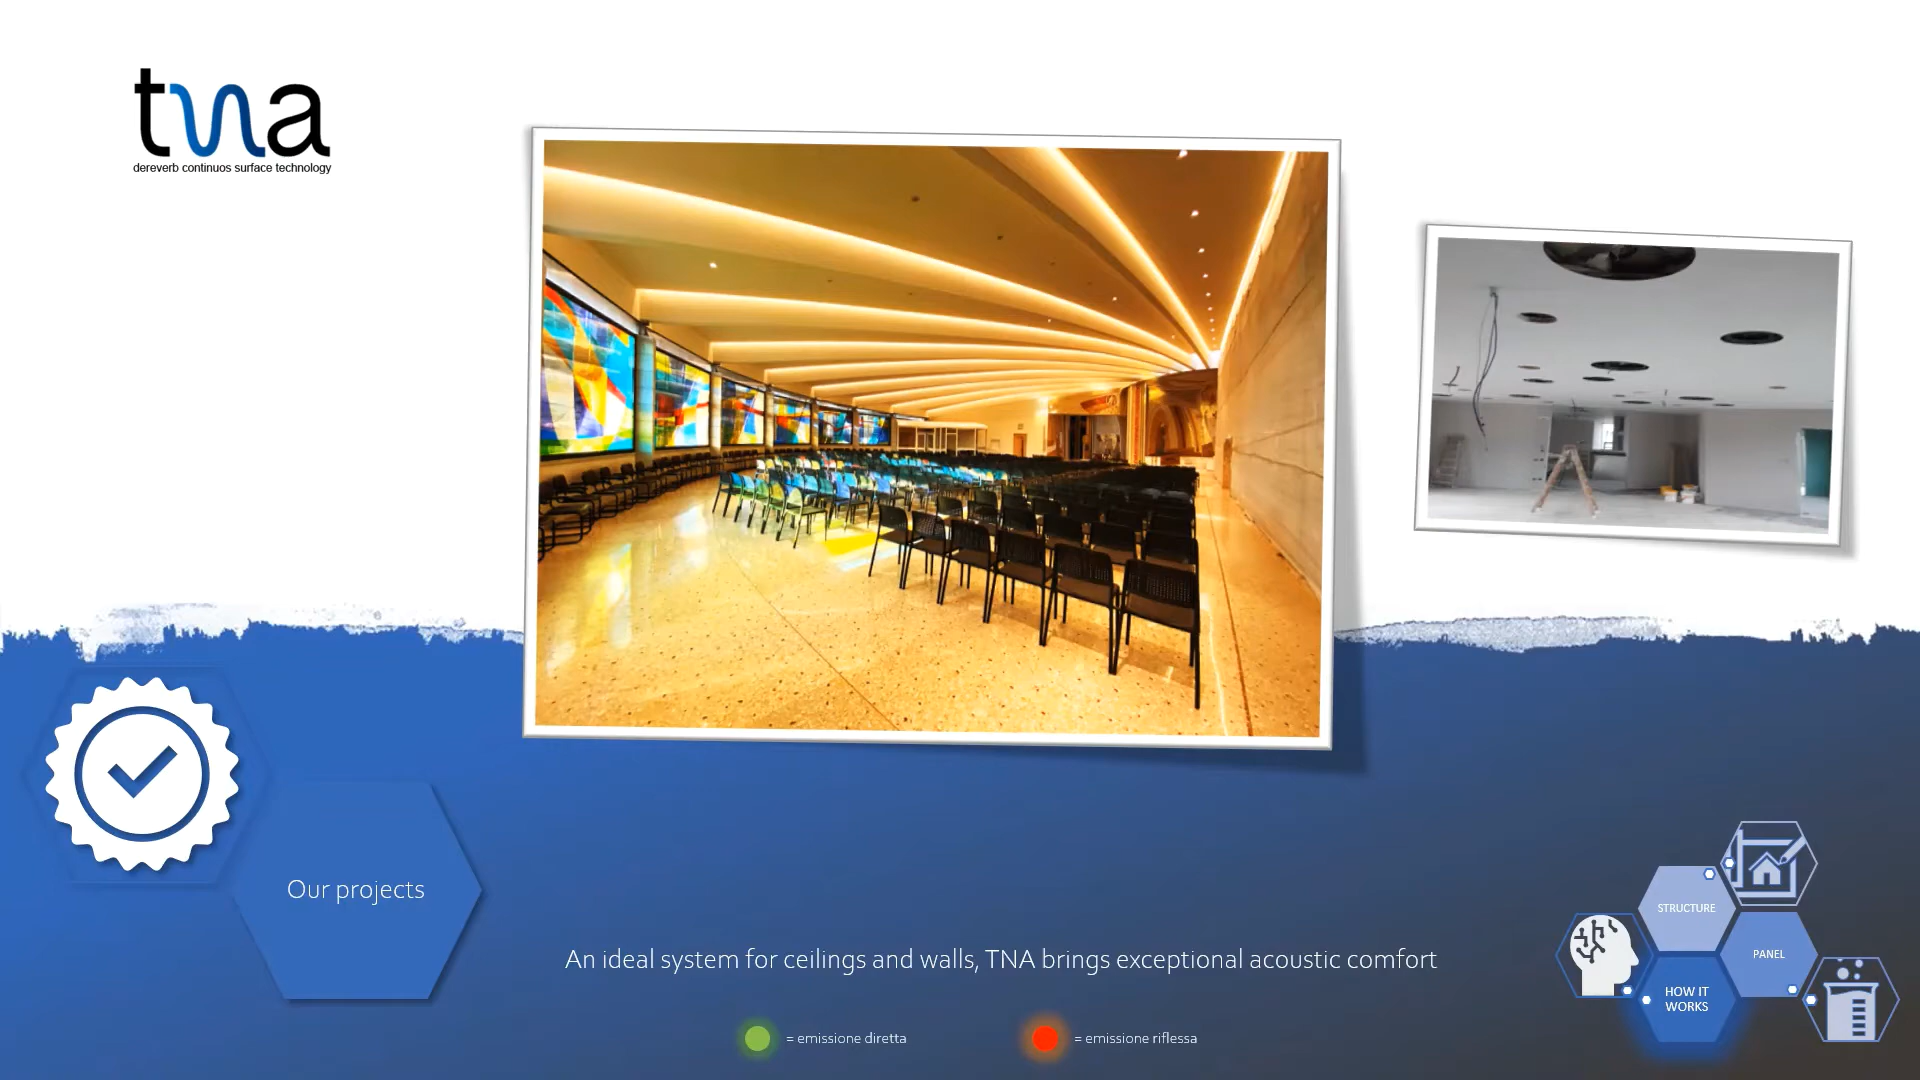 tna
dereverb continuos surface technology
Our projects
An ideal system for ceilings and walls, TNA brings exceptional acoustic comfort
= emissione diretta
= emissione riflessa
STRUCTURE
PANEL
HOW IT
WORKS